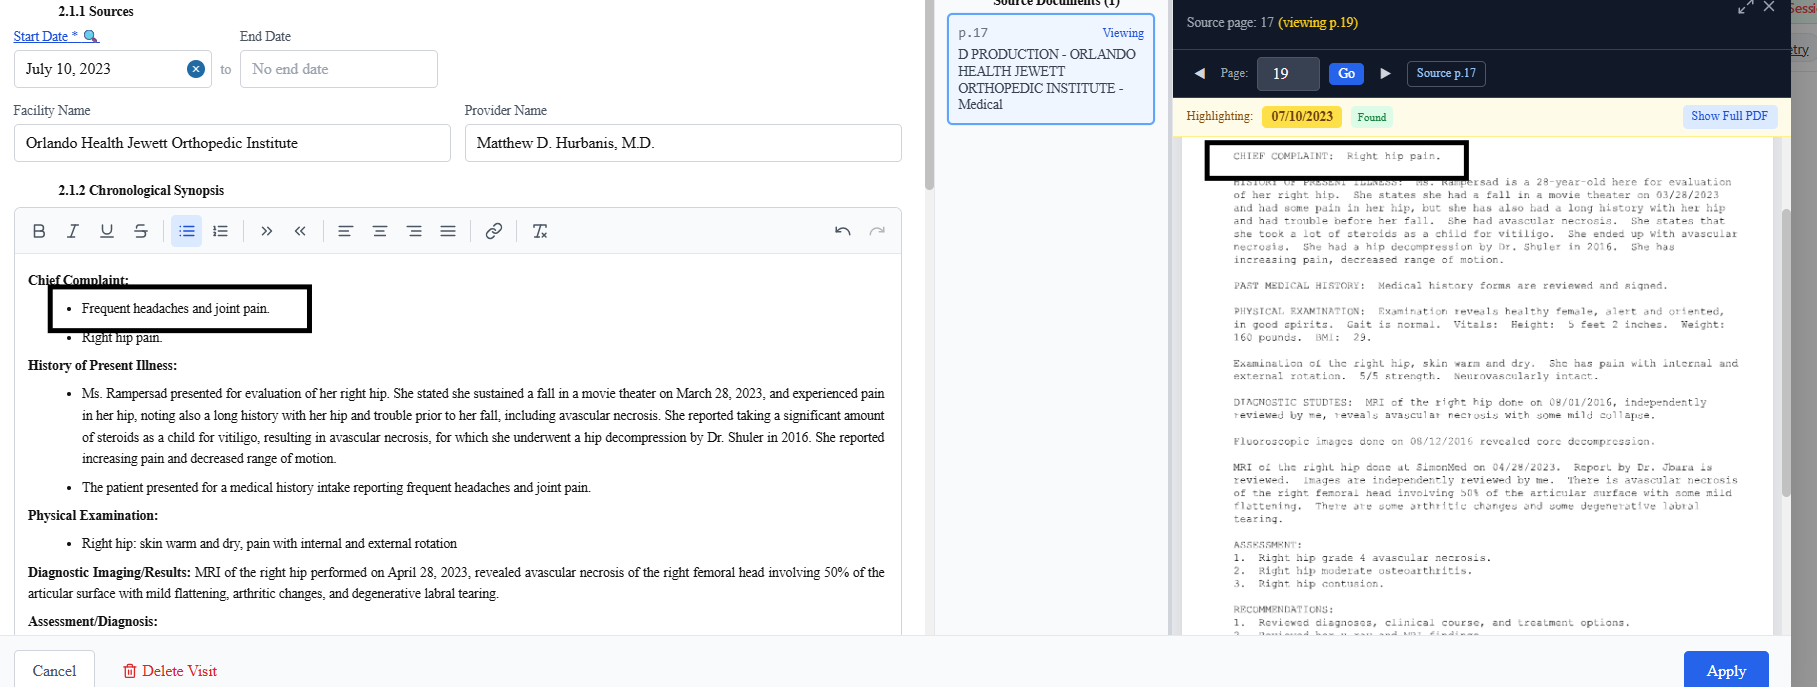 2.1.1 Sources
Start Date *
End Date
July 10, 2023
to
No end date
Facility Name
Provider Name
Orlando Health Jewett Orthopedic Institute
Matthew D. Hurbanis, M.D.
2.1.2 Chronological Synopsis
Chief Complaint:
• Frequent headaches and joint pain.
• Right hip pain.
History of Present Illness:
• Ms. Rampersad presented for evaluation of her right hip. She stated she sustained a fall in a movie theater on March 28, 2023, and experienced pain
in her hip, noting also a long history with her hip and trouble prior to her fall, including avascular necrosis. She reported taking a significant amount
of steroids as a child for vitiligo, resulting in avascular necrosis, for which she underwent a hip decompression by Dr. Shuler in 2016. She reported
increasing pain and decreased range of motion.
• The patient presented for a medical history intake reporting frequent headaches and joint pain.
Physical Examination:
• Right hip: skin warm and dry, pain with internal and external rotation
Diagnostic Imaging/Results: MRI of the right hip performed on April 28, 2023, revealed avascular necrosis of the right femoral head involving 50% of the
articular surface with mild flattening, arthritic changes, and degenerative labral tearing.
Assessment/Diagnosis:
Cancel
Delete Visit
Source Documents (1)
p.17
Viewing
D PRODUCTION - ORLANDO
HEALTH JEWETT
ORTHOPEDIC INSTITUTE -
Medical
Source page: 17 (viewing p.19)
Page:
19
Go
Source p.17
Highlighting:
07/10/2023
Found
Show Full PDF
CHIEF COMPLAINT: Right hip pain.
HISTORY OF PRESENT ILLNESS: Ms. Rampersad is a 28-year-old here for evaluation
of her right hip. She states she had a fall in a movie theater on 03/28/2023
and had some pain in her hip, but she has also had a long history with her hip
and had trouble before her fall. She had avascular necrosis. She states that
she took a lot of steroids as a child for vitiligo. She ended up with avascular
necrosis. She had a hip decompression by Dr. Shuler in 2016. She has
increasing pain, decreased range of motion.
PAST MEDICAL HISTORY: Medical history forms are reviewed and signed.
PHYSICAL EXAMINATION: Examination reveals healthy female, alert and oriented,
in good spirits. Gait is normal. Vitals: Height: 5 feet 2 inches. Weight:
160 pounds. BMI: 29.
Examination of the right hip, skin warm and dry. She has pain with internal and
external rotation. 5/5 strength. Neurovascularly intact.
DIAGNOSTIC STUDIES: MRI of the right hip done on 08/01/2016, independently
reviewed by me, reveals avascular necrosis with some mild collapse.
Fluoroscopic images done on 08/12/2016 revealed core decompression.
MRI of the right hip done at SimonMed on 04/28/2023. Report by Dr. Jbara is
reviewed. Images are independently reviewed by me. There is avascular necrosis
of the right femoral head involving 50% of the articular surface with some mild
flattening. There are some arthritic changes and some degenerative labral
tearing.
ASSESSMENT:
1. Right hip grade 4 avascular necrosis.
2. Right hip moderate osteoarthritis.
3. Right hip contusion.
RECOMMENDATIONS:
1. Reviewed diagnoses, clinical course, and treatment options.
2. Reviewed her x-ray and MRI findings.
Apply